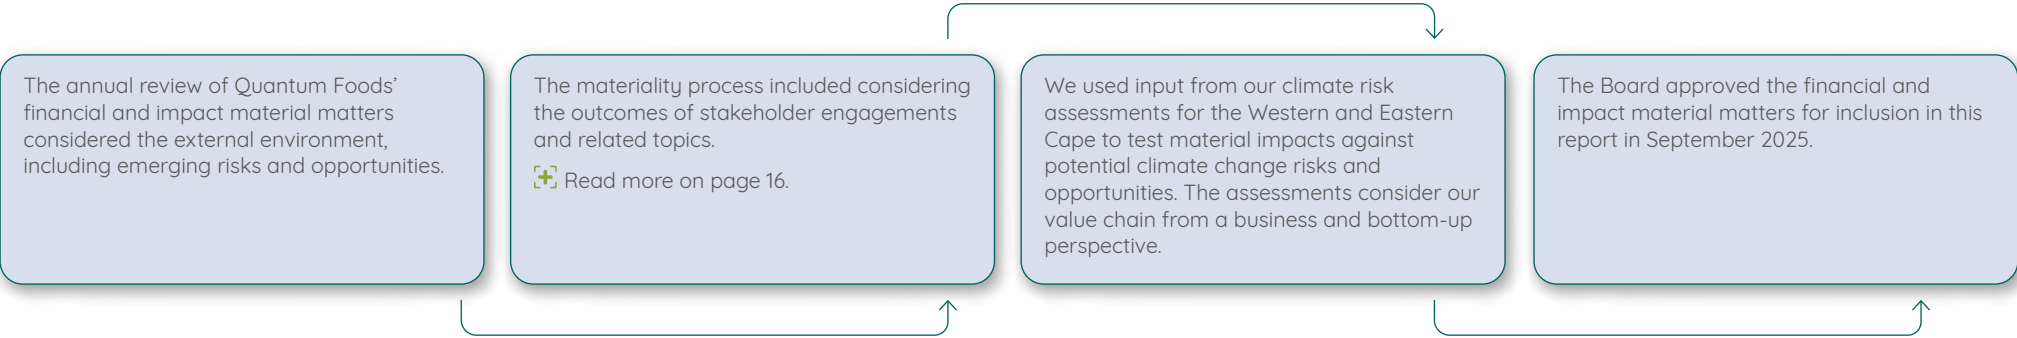 The annual review of Quantum Foods’
financial and impact material matters
considered the external environment,
including emerging risks and opportunities.
The materiality process included considering
the outcomes of stakeholder engagements
and related topics.
Read more on page 16.
We used input from our climate risk
assessments for the Western and Eastern
Cape to test material impacts against
potential climate change risks and
opportunities. The assessments consider our
value chain from a business and bottom-up
perspective.
The Board approved the financial and
impact material matters for inclusion in this
report in September 2025.